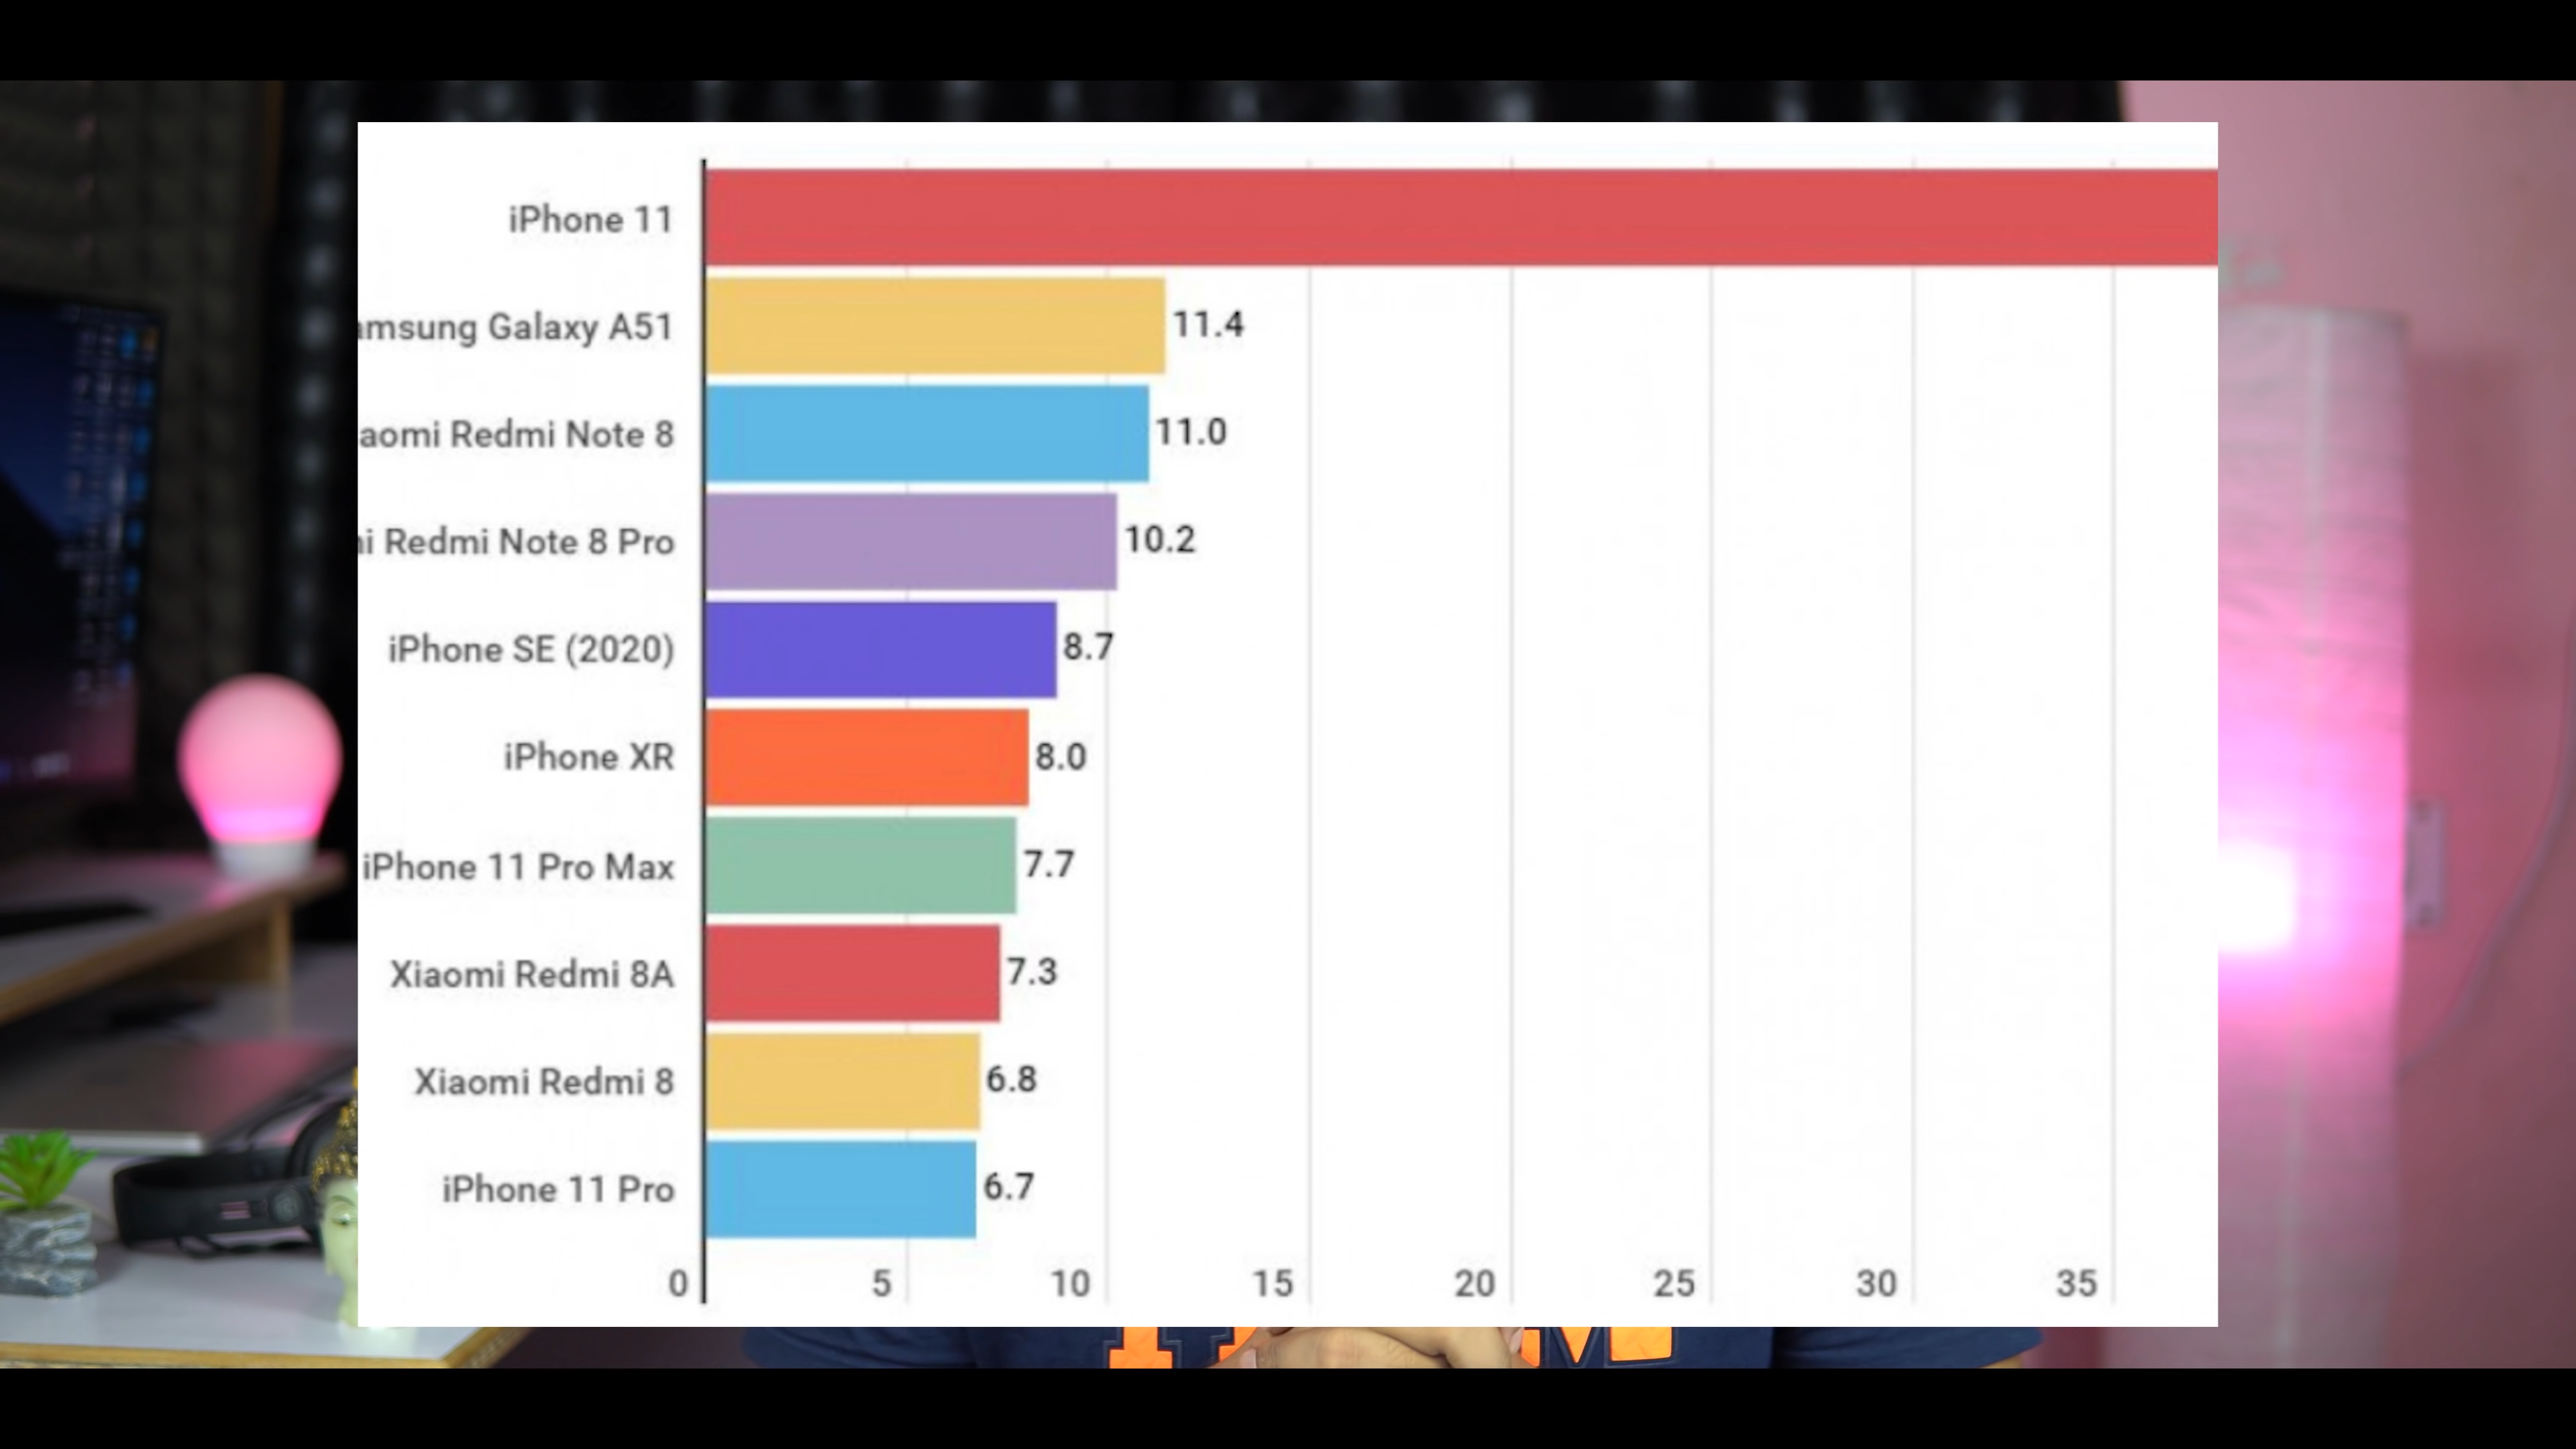 iPhone 11
amsung Galaxy A51
11.4
aomi Redmi Note 8
11.0
i Redmi Note 8 Pro
10.2
iPhone SE (2020)
8.7
iPhone XR
8.0
iPhone 11 Pro Max
7.7
Xiaomi Redmi 8A
7.3
Xiaomi Redmi 8
6.8
iPhone 11 Pro
6.7
0 5 10 15 20 25 30 35